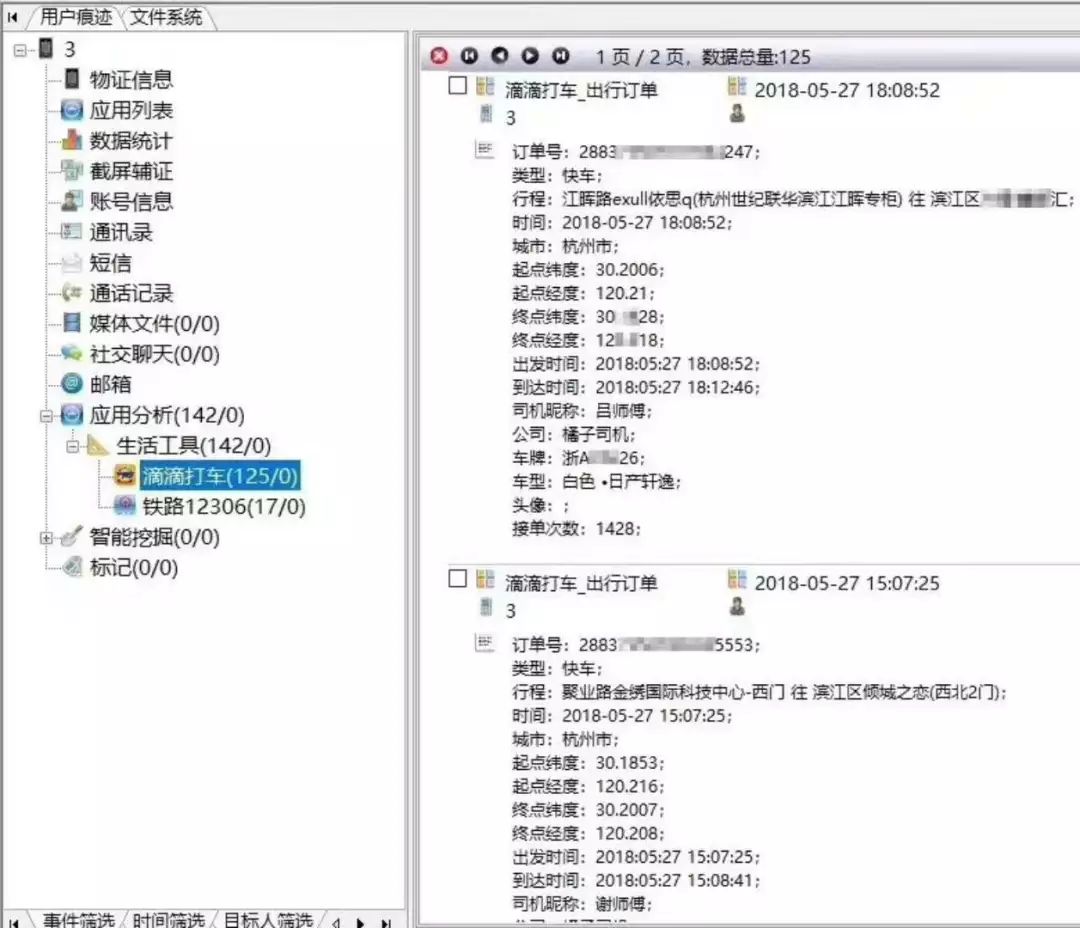 用户痕迹 文件系统
3
物证信息
应用列表
数据统计
截屏辅证
账号信息
通讯录
短信
通话记录
媒体文件(0/0)
社交聊天(0/0)
邮箱
应用分析(142/0)
生活工具(142/0)
滴滴打车(125/0)
铁路12306(17/0)
智能挖掘(0/0)
标记(0/0)
事件筛选 时间筛选 目标人筛选
1 页 / 2 页, 数据总量:125
滴滴打车_出行订单 2018-05-27 18:08:52
3
订单号: 2883 247;
类型: 快车;
行程: 江晖路exull依思q(杭州世纪联华滨江江晖专柜) 往 滨江区 汇;
时间: 2018-05-27 18:08:52;
城市: 杭州市;
起点纬度: 30.2006;
起点经度: 120.21;
终点纬度: 30 28;
终点经度: 12 18;
出发时间: 2018:05:27 18:08:52;
到达时间: 2018:05:27 18:12:46;
司机昵称: 吕师傅;
公司: 橘子司机;
车牌: 浙A 26;
车型: 白色 •日产轩逸;
头像: ;
接单次数: 1428;
滴滴打车_出行订单 2018-05-27 15:07:25
3
订单号: 2883 5553;
类型: 快车;
行程: 聚业路金绣国际科技中心-西门 往 滨江区倾城之恋(西北2门);
时间: 2018-05-27 15:07:25;
城市: 杭州市;
起点纬度: 30.1853;
起点经度: 120.216;
终点纬度: 30.2007;
终点经度: 120.208;
出发时间: 2018:05:27 15:07:25;
到达时间: 2018:05:27 15:08:41;
司机昵称: 谢师傅;